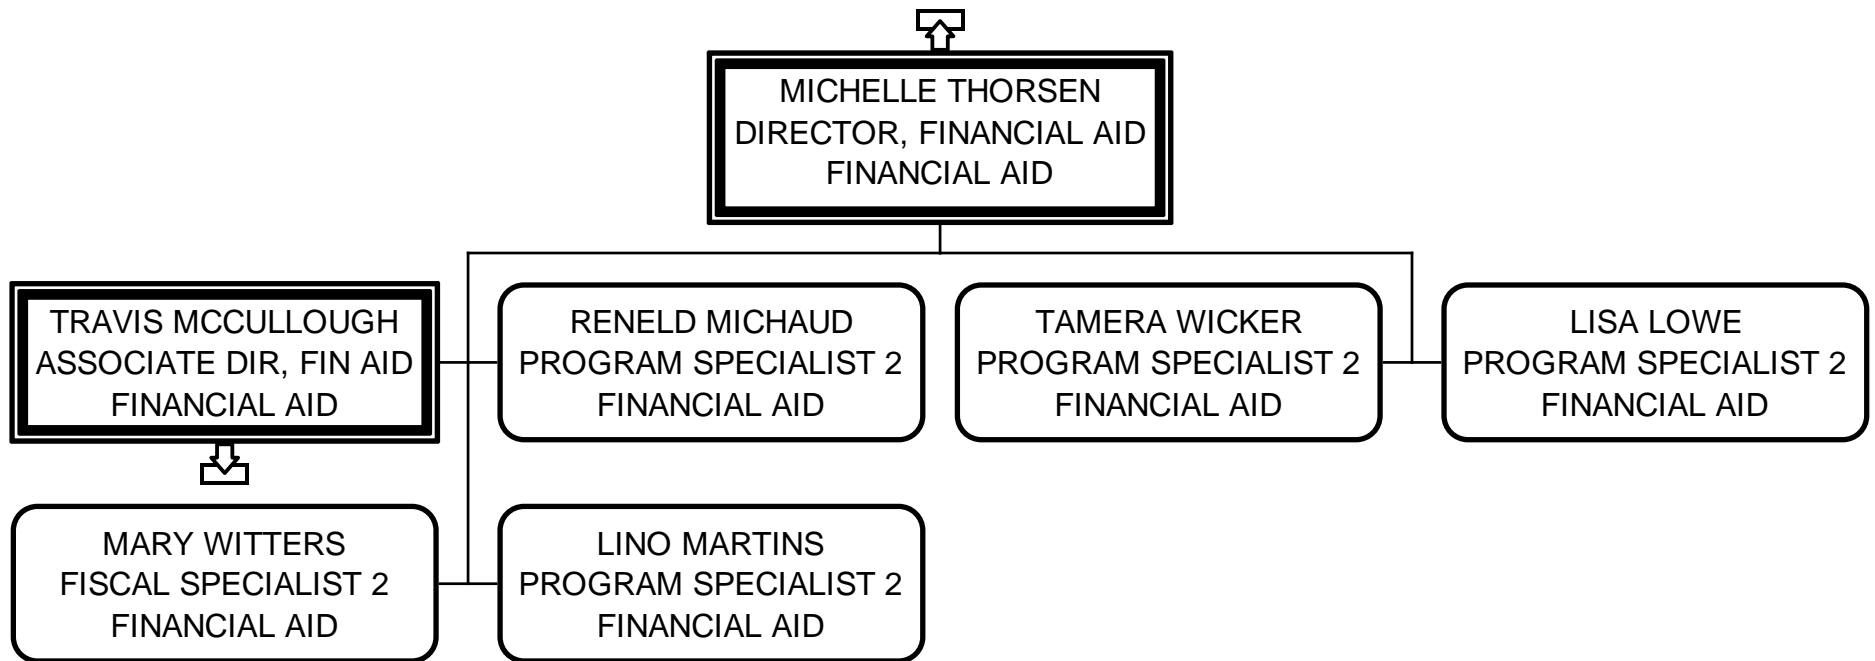 MICHELLE THORSEN
DIRECTOR, FINANCIAL AID
FINANCIAL AID
TRAVIS MCCULLOUGH
ASSOCIATE DIR, FIN AID
FINANCIAL AID
RENELD MICHAUD
PROGRAM SPECIALIST 2
FINANCIAL AID
TAMERA WICKER
PROGRAM SPECIALIST 2
FINANCIAL AID
LISA LOWE
PROGRAM SPECIALIST 2
FINANCIAL AID
MARY WITTERS
FISCAL SPECIALIST 2
FINANCIAL AID
LINO MARTINS
PROGRAM SPECIALIST 2
FINANCIAL AID